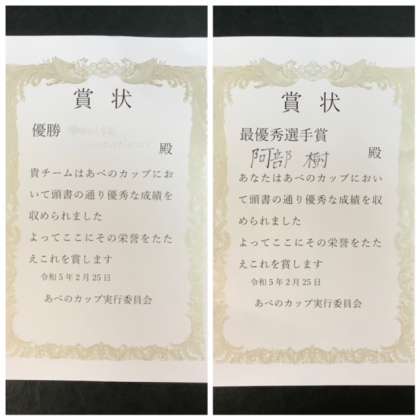 賞状
優勝
殿
貴チームはあべのカップにお
いて頭書の通り優秀な成績を
収められました
よってここにその栄誉をたた
えこれを賞します
令和5年2月25日
あべのカップ実行委員会
賞状
最優秀選手賞
阿部 樹 殿
あなたはあべのカップにおい
て頭書の通り優秀な成績を収
められました
よってここにその栄誉をたた
えこれを賞します
令和5年2月25日
あべのカップ実行委員会